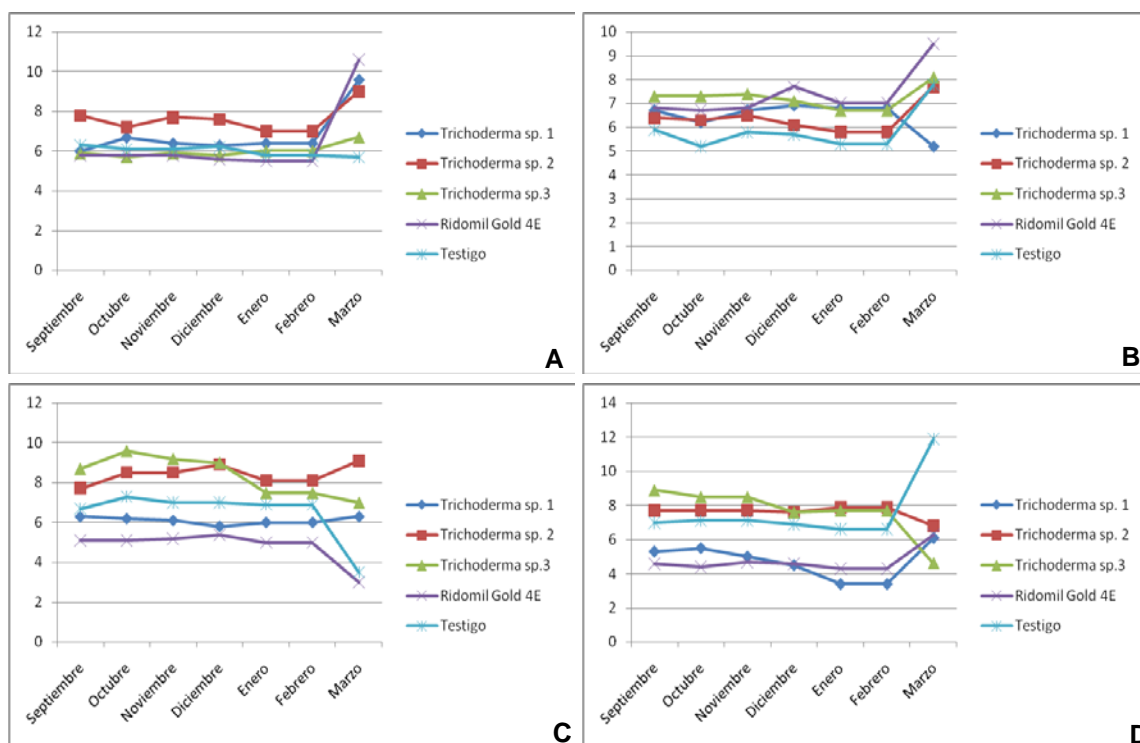 12
10
8
6
4
2
0
Septiembre
Octubre
Noviembre
Diciembre
Enero
Febrero
Marzo
Trichoderma sp. 1
Trichoderma sp. 2
Trichoderma sp.3
Ridomil Gold 4E
Testigo
A
10
9
8
7
6
5
4
3
2
1
0
Septiembre
Octubre
Noviembre
Diciembre
Enero
Febrero
Marzo
Trichoderma sp. 1
Trichoderma sp. 2
Trichoderma sp.3
Ridomil Gold 4E
Testigo
B
12
10
8
6
4
2
0
Septiembre
Octubre
Noviembre
Diciembre
Enero
Febrero
Marzo
Trichoderma sp. 1
Trichoderma sp. 2
Trichoderma sp.3
Ridomil Gold 4E
Testigo
C
14
12
10
8
6
4
2
0
Septiembre
Octubre
Noviembre
Diciembre
Enero
Febrero
Marzo
Trichoderma sp. 1
Trichoderma sp. 2
Trichoderma sp.3
Ridomil Gold 4E
Testigo
D